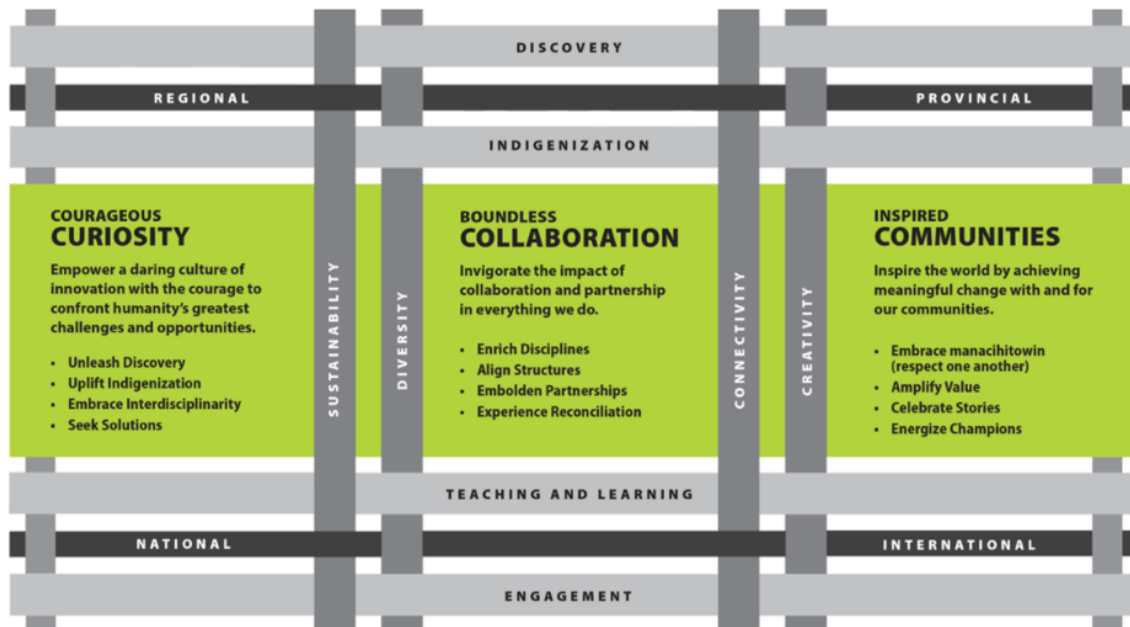 DISCOVERY
REGIONAL
PROVINCIAL
INDIGENIZATION
COURAGEOUS
CURIOSITY
Empower a daring culture of
innovation with the courage to
confront humanity's greatest
challenges and opportunities.
• Unleash Discovery
• Uplift Indigenization
• Embrace Interdisciplinarity
• Seek Solutions
SUSTAINABILITY
DIVERSITY
BOUNDLESS
COLLABORATION
Invigorate the impact of
collaboration and partnership
in everything we do.
• Enrich Disciplines
• Align Structures
• Embolden Partnerships
• Experience Reconciliation
CONNECTIVITY
CREATIVITY
INSPIRED
COMMUNITIES
Inspire the world by achieving
meaningful change with and for
our communities.
• Embrace manacihitowin
(respect one another)
• Amplify Value
• Celebrate Stories
• Energize Champions
TEACHING AND LEARNING
NATIONAL
INTERNATIONAL
ENGAGEMENT